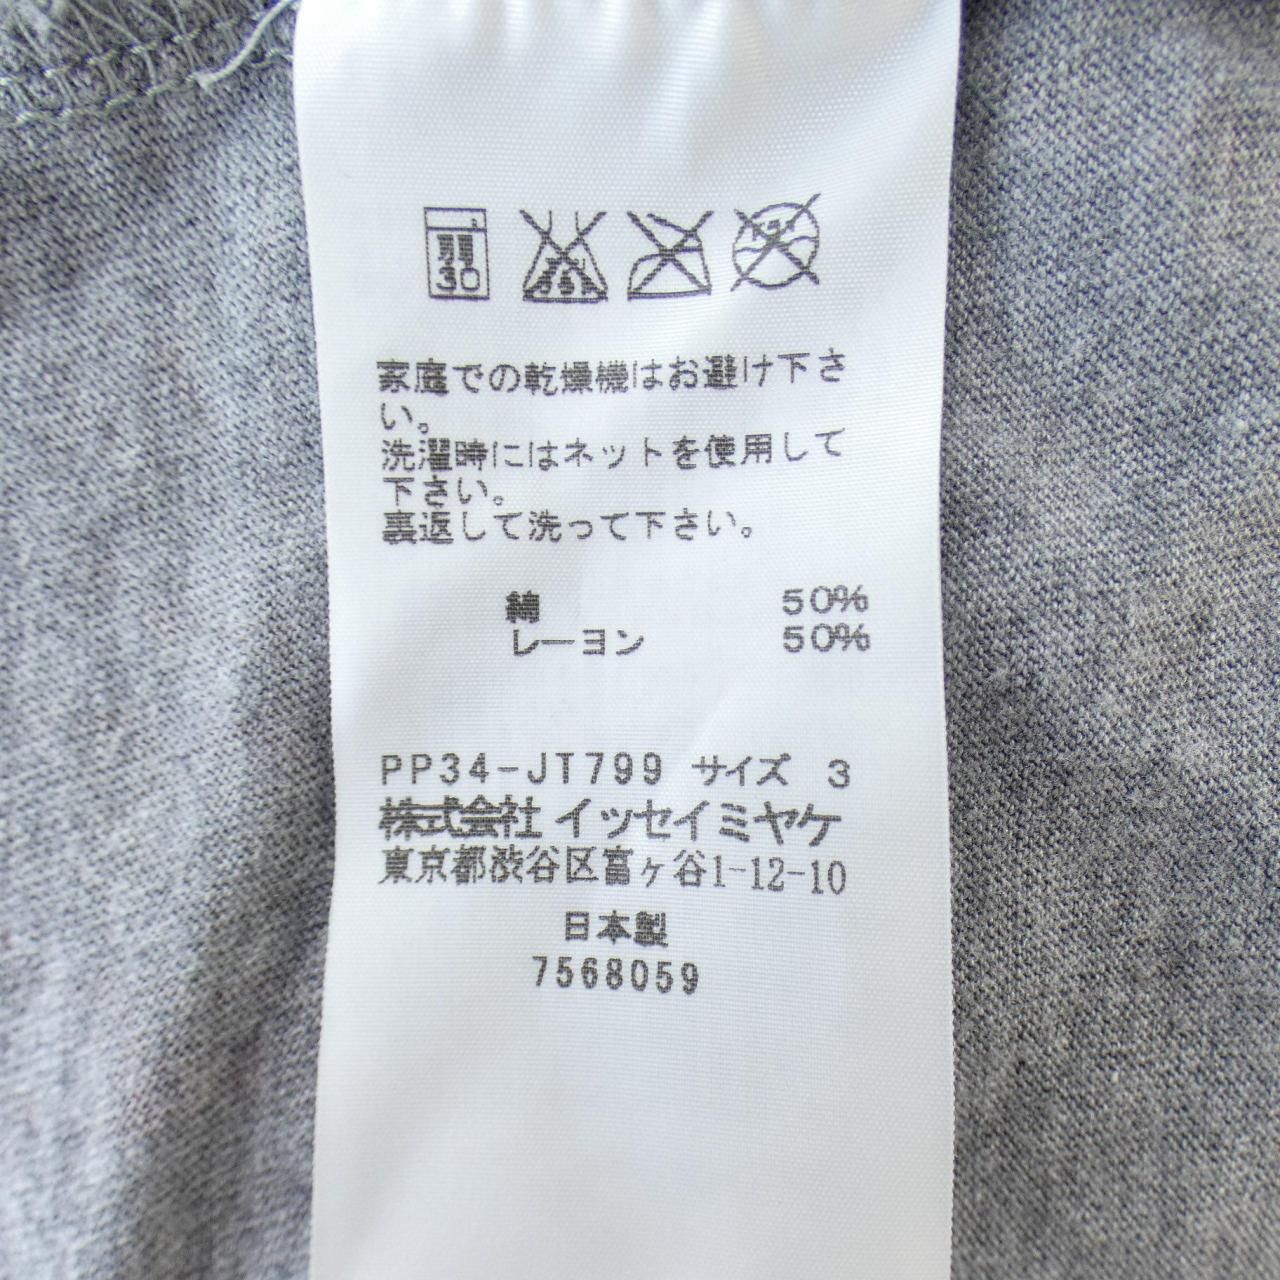 弱
30
家庭での乾燥機はお避け下さ
い。
洗濯時にはネットを使用して
下さい。
裏返して洗って下さい。
綿 50%
レーヨン 50%
PP34-JT799 サイズ 3
株式会社 イッセイミヤケ
東京都渋谷区富ヶ谷1-12-10
日本製
7568059